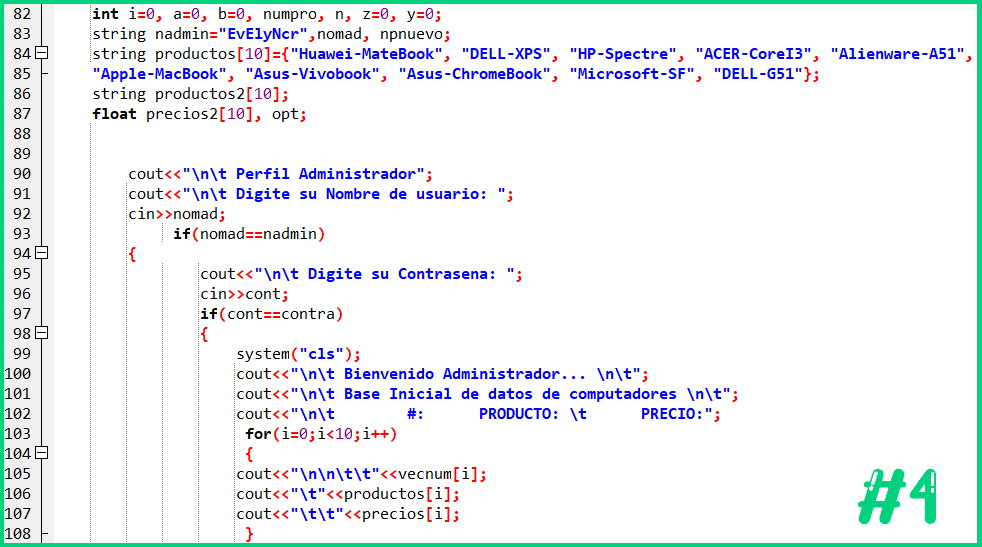 82 int i=0, a=0, b=0, numpro, n, z=0, y=0;
83 string nadmin="EvElyNcr",nomad, npnuevo;
84 string productos[10]={"Huawei-MateBook", "DELL-XPS", "HP-Spectre", "ACER-CoreI3", "Alienware-A51",
85 "Apple-MacBook", "Asus-Vivobook", "Asus-ChromeBook", "Microsoft-SF", "DELL-G51"};
86 string productos2[10];
87 float precios2[10], opt;
88
89
90 cout<<"\n\t Perfil Administrador";
91 cout<<"\n\t Digite su Nombre de usuario: ";
92 cin>>nomad;
93 if(nomad==nadmin)
94 {
95 cout<<"\n\t Digite su Contrasena: ";
96 cin>>cont;
97 if(cont==contra)
98 {
99 system("cls");
100 cout<<"\n\t Bienvenido Administrador... \n\t";
101 cout<<"\n\t Base Inicial de datos de computadores \n\t";
102 cout<<"\n\t        #:      PRODUCTO: \t      PRECIO:";
103 for(i=0;i<10;i++)
104 {
105 cout<<"\n\n\t\t"<<vecnum[i];
106 cout<<"\t"<<productos[i];
107 cout<<"\t\t"<<precios[i];
108 }
#4